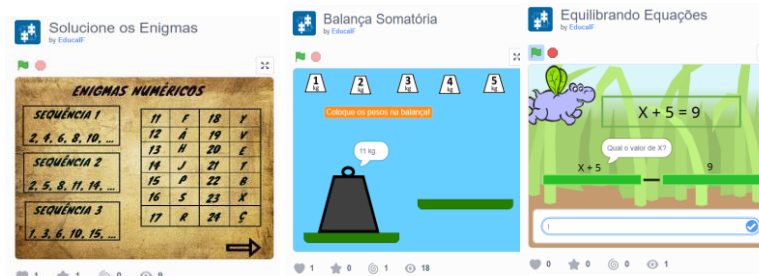 Solucione os Enigmas
by EducaIF
ENIGMAS NUMÉRICOS
SEQUÊNCIA 1
2, 4, 6, 8, 10, ...
SEQUÊNCIA 2
2, 5, 8, 11, 14, ...
SEQUÊNCIA 3
1, 3, 6, 10, 15, ...
11 F 18 Y
12 Á 19 V
13 H 20 E
14 J 21 T
15 P 22 B
16 S 23 X
17 R 24 Ç
1 1 0 9
Balança Somatória
by EducaIF
1 kg
2 kg
3 kg
4 kg
5 kg
Coloque os pesos na balança!
11 kg
1 0 1 18
Equilibrando Equações
by EducaIF
X + 5 = 9
Qual o valor de X?
X + 5
9
0 0 0 1